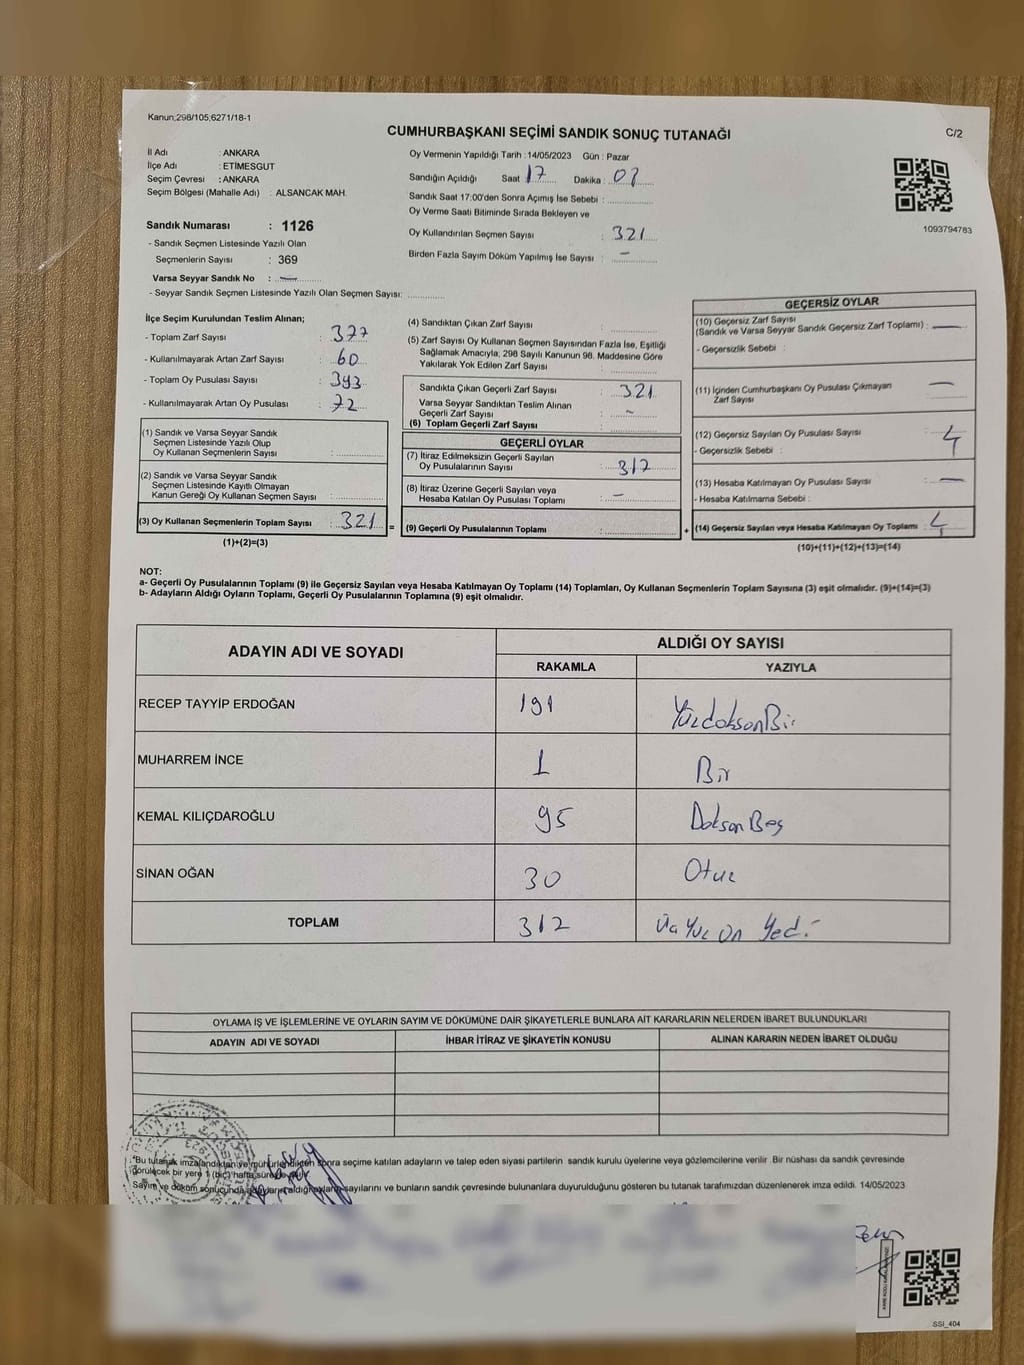 Kanun;298/105;6271/18-1
CUMHURBAŞKANI SEÇİMİ SANDIK SONUÇ TUTANAĞI
C/2
İl Adı : ANKARA
İlçe Adı : ETİMESGUT
Seçim Çevresi : ANKARA
Seçim Bölgesi (Mahalle Adı) : ALSANCAK MAH.
Sandık Numarası : 1126
- Sandık Seçmen Listesinde Yazılı Olan
Seçmenlerin Sayısı : 369
Varsa Seyyar Sandık No : —
- Seyyar Sandık Seçmen Listesinde Yazılı Olan Seçmen Sayısı:
Oy Vermenin Yapıldığı Tarih :14/05/2023 Gün : Pazar
Sandığın Açıldığı Saat 17 Dakika : 07
Sandık Saat 17:00'den Sonra Açımış İse Sebebi :
Oy Verme Saati Bitiminde Sırada Bekleyen ve
Oy Kullandırılan Seçmen Sayısı : 321
Birden Fazla Sayım Döküm Yapılmış İse Sayısı : —
1093794783
İlçe Seçim Kurulundan Teslim Alınan;
- Toplam Zarf Sayısı : 377
- Kullanılmayarak Artan Zarf Sayısı : 60
- Toplam Oy Pusulası Sayısı : 393
- Kullanılmayarak Artan Oy Pusulası : 72
(1) Sandık ve Varsa Seyyar Sandık
Seçmen Listesinde Yazılı Olup
Oy Kullanan Seçmenlerin Sayısı :
(2) Sandık ve Varsa Seyyar Sandık
Seçmen Listesinde Kayıtlı Olmayan
Kanun Gereği Oy Kullanan Seçmen Sayısı :
(3) Oy Kullanan Seçmenlerin Toplam Sayısı : 321 =
(1)+(2)=(3)
(4) Sandıktan Çıkan Zarf Sayısı :
(5) Zarf Sayısı Oy Kullanan Seçmen Sayısından Fazla İse, Eşitliği
Sağlamak Amacıyla; 298 Sayılı Kanunun 98. Maddesine Göre
Yakılarak Yok Edilen Zarf Sayısı :
Sandıkta Çıkan Geçerli Zarf Sayısı : 321
Varsa Seyyar Sandıktan Teslim Alınan
Geçerli Zarf Sayısı : -
(6) Toplam Geçerli Zarf Sayısı :
GEÇERLİ OYLAR
(7) İtiraz Edilmeksizin Geçerli Sayılan
Oy Pusulalarının Sayısı : 317
(8) İtiraz Üzerine Geçerli Sayılan veya
Hesaba Katılan Oy Pusulası Toplamı : —
(9) Geçerli Oy Pusulalarının Toplamı : +
GEÇERSİZ OYLAR
(10) Geçersiz Zarf Sayısı
(Sandık ve Varsa Seyyar Sandık Geçersiz Zarf Toplamı) : —
- Geçersizlik Sebebi :
(11) İçinden Cumhurbaşkanı Oy Pusulası Çıkmayan
Zarf Sayısı : —
(12) Geçersiz Sayılan Oy Pusulası Sayısı : 4
- Geçersizlik Sebebi :
(13) Hesaba Katılmayan Oy Pusulası Sayısı : —
- Hesaba Katılmama Sebebi :
(14) Geçersiz Sayılan veya Hesaba Katılmayan Oy Toplamı : 4
(10)+(11)+(12)+(13)=(14)
NOT:
a- Geçerli Oy Pusulalarının Toplamı (9) ile Geçersiz Sayılan veya Hesaba Katılmayan Oy Toplamı (14) Toplamları, Oy Kullanan Seçmenlerin Toplam Sayısına (3) eşit olmalıdır. (9)+(14)=(3)
b- Adayların Aldığı Oyların Toplamı, Geçerli Oy Pusulalarının Toplamına (9) eşit olmalıdır.
ADAYIN ADI VE SOYADI
ALDIĞI OY SAYISI
RAKAMLA YAZIYLA
RECEP TAYYİP ERDOĞAN 191 YüzdoksanBir
MUHARREM İNCE 1 Bir
KEMAL KILIÇDAROĞLU 95 DoksanBeş
SİNAN OĞAN 30 Otuz
TOPLAM 317 Üç Yüz On Yedi
OYLAMA İŞ VE İŞLEMLERİNE VE OYLARIN SAYIM VE DÖKÜMÜNE DAİR ŞİKAYETLERLE BUNLARA AİT KARARLARIN NELERDEN İBARET BULUNDUKLARI
ADAYIN ADI VE SOYADI İHBAR İTİRAZ VE ŞİKAYETİN KONUSU ALINAN KARARIN NEDEN İBARET OLDUĞU
*Bu tutanak imzalandıktan ve mühürlendikten sonra seçime katılan adayların ve talep eden siyasi partilerin sandık kurulu üyelerine veya gözlemcilerine verilir. Bir nüshası da sandık çevresinde
görülecek bir yere 1 (bir) hafta süre
Sayım ve döküm sonucunda adayların aldığı oyların sayılarını ve bunların sandık çevresinde bulunanlara duyurulduğunu gösteren bu tutanak tarafımızdan düzenlenerek imza edildi. 14/05/2023
SSI_404